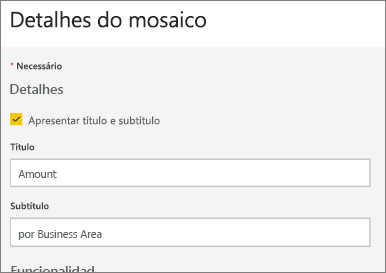 Detalhes do mosaico
* Necessário
Detalhes
Apresentar título e subtítulo
Título
Amount
Subtítulo
por Business Area
Funcionalidad